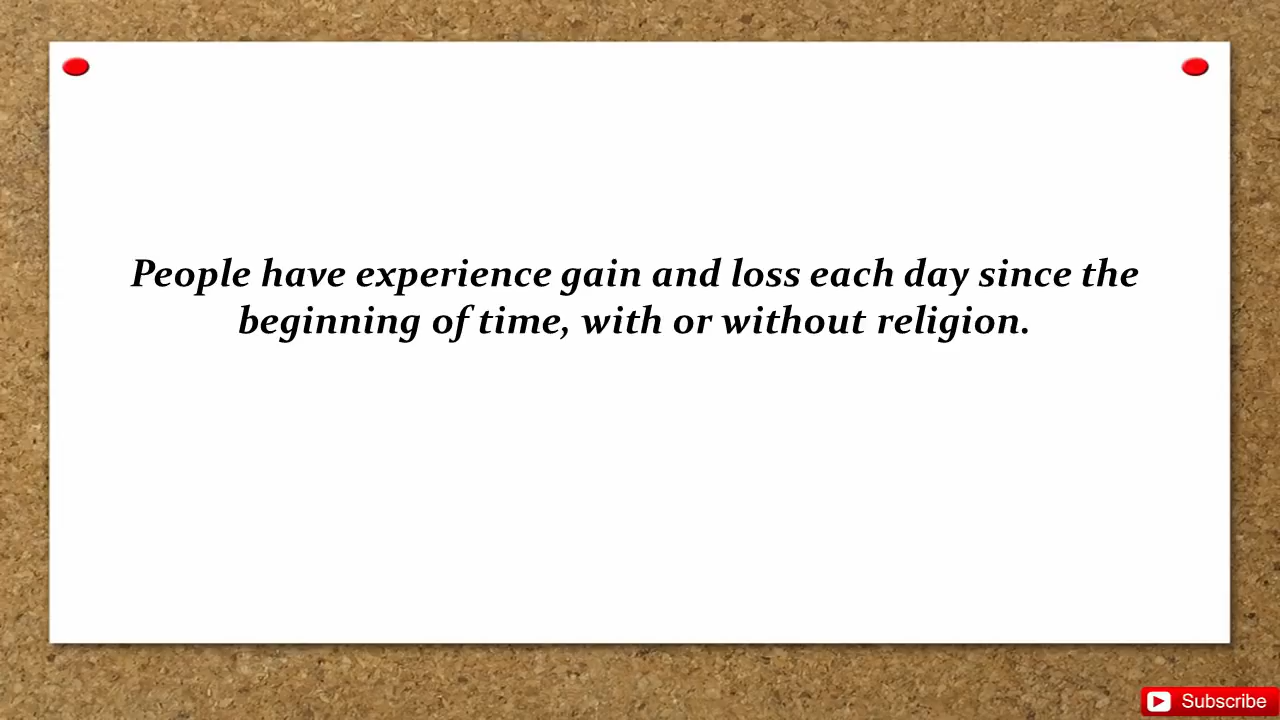 People have experience gain and loss each day since the
beginning of time, with or without religion.
Subscribe